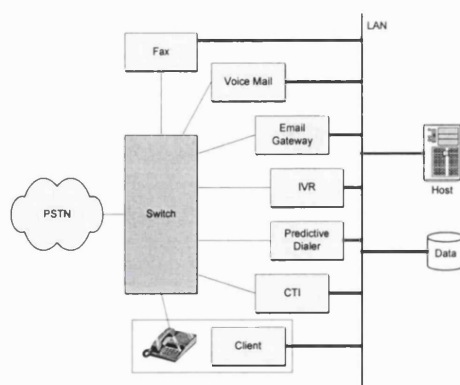 LAN
Fax
Voice Mail
Email
Gateway
IVR
Host
PSTN
Switch
Predictive
Dialer
Data
CTI
Client